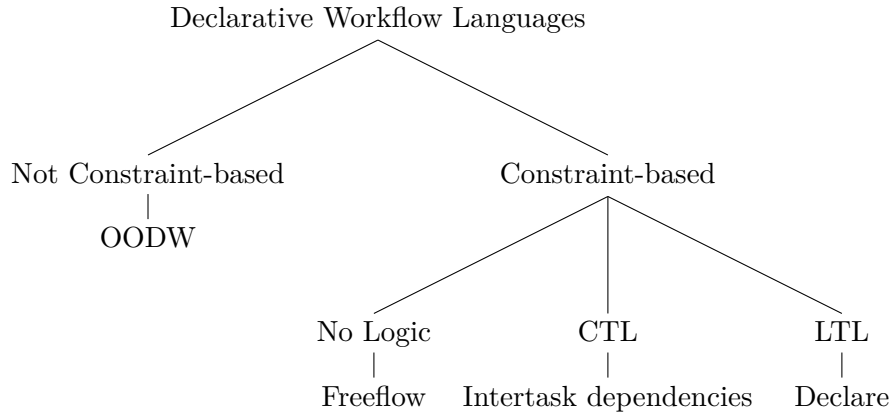 Declarative Workflow Languages
Not Constraint-based
Constraint-based
OODW
No Logic
CTL
LTL
Freeflow
Intertask dependencies
Declare